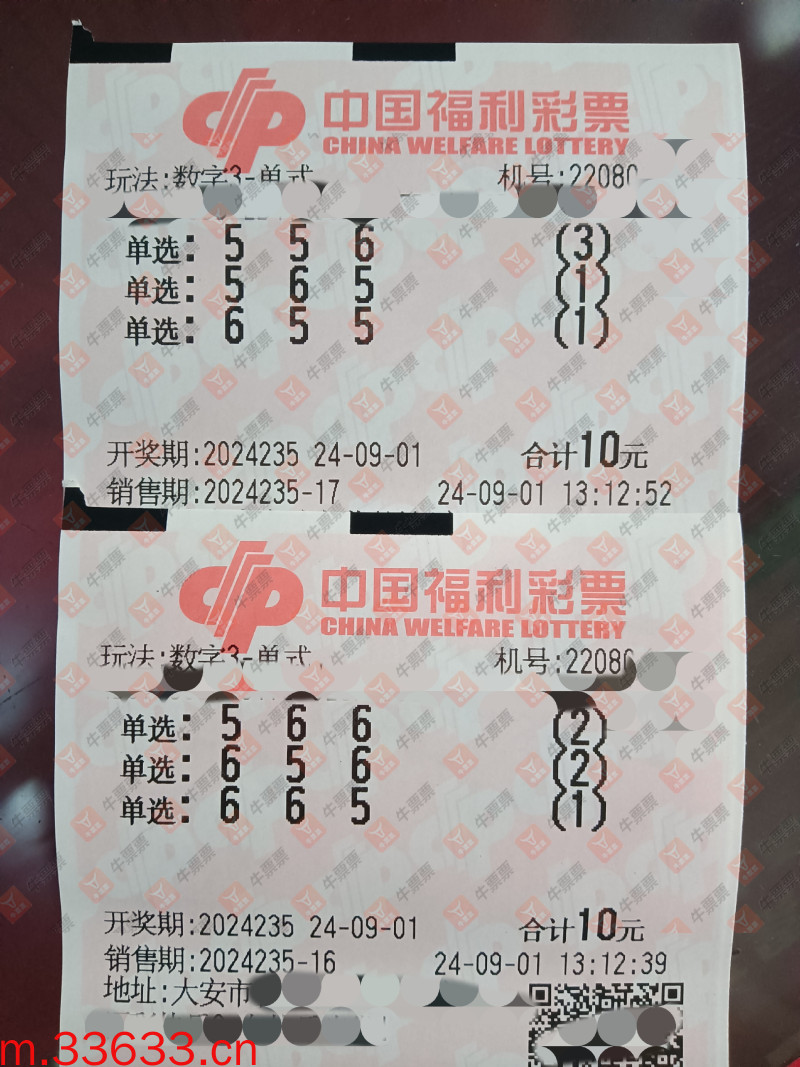 中国福利彩票
CHINA WELFARE LOTTERY
玩法:数字3-单式 机号:22080
单选: 5 5 6 (3)
单选: 5 6 5 (1)
单选: 6 5 5 (1)
开奖期:2024235 24-09-01 合计10元
销售期:2024235-17 24-09-01 13:12:52
中国福利彩票
CHINA WELFARE LOTTERY
玩法:数字3-单式 机号:22080
单选: 5 6 6 (2)
单选: 6 5 6 (2)
单选: 6 6 5 (1)
开奖期:2024235 24-09-01 合计10元
销售期:2024235-16 24-09-01 13:12:39
地址:大安市
m.33633.cn
牛票票